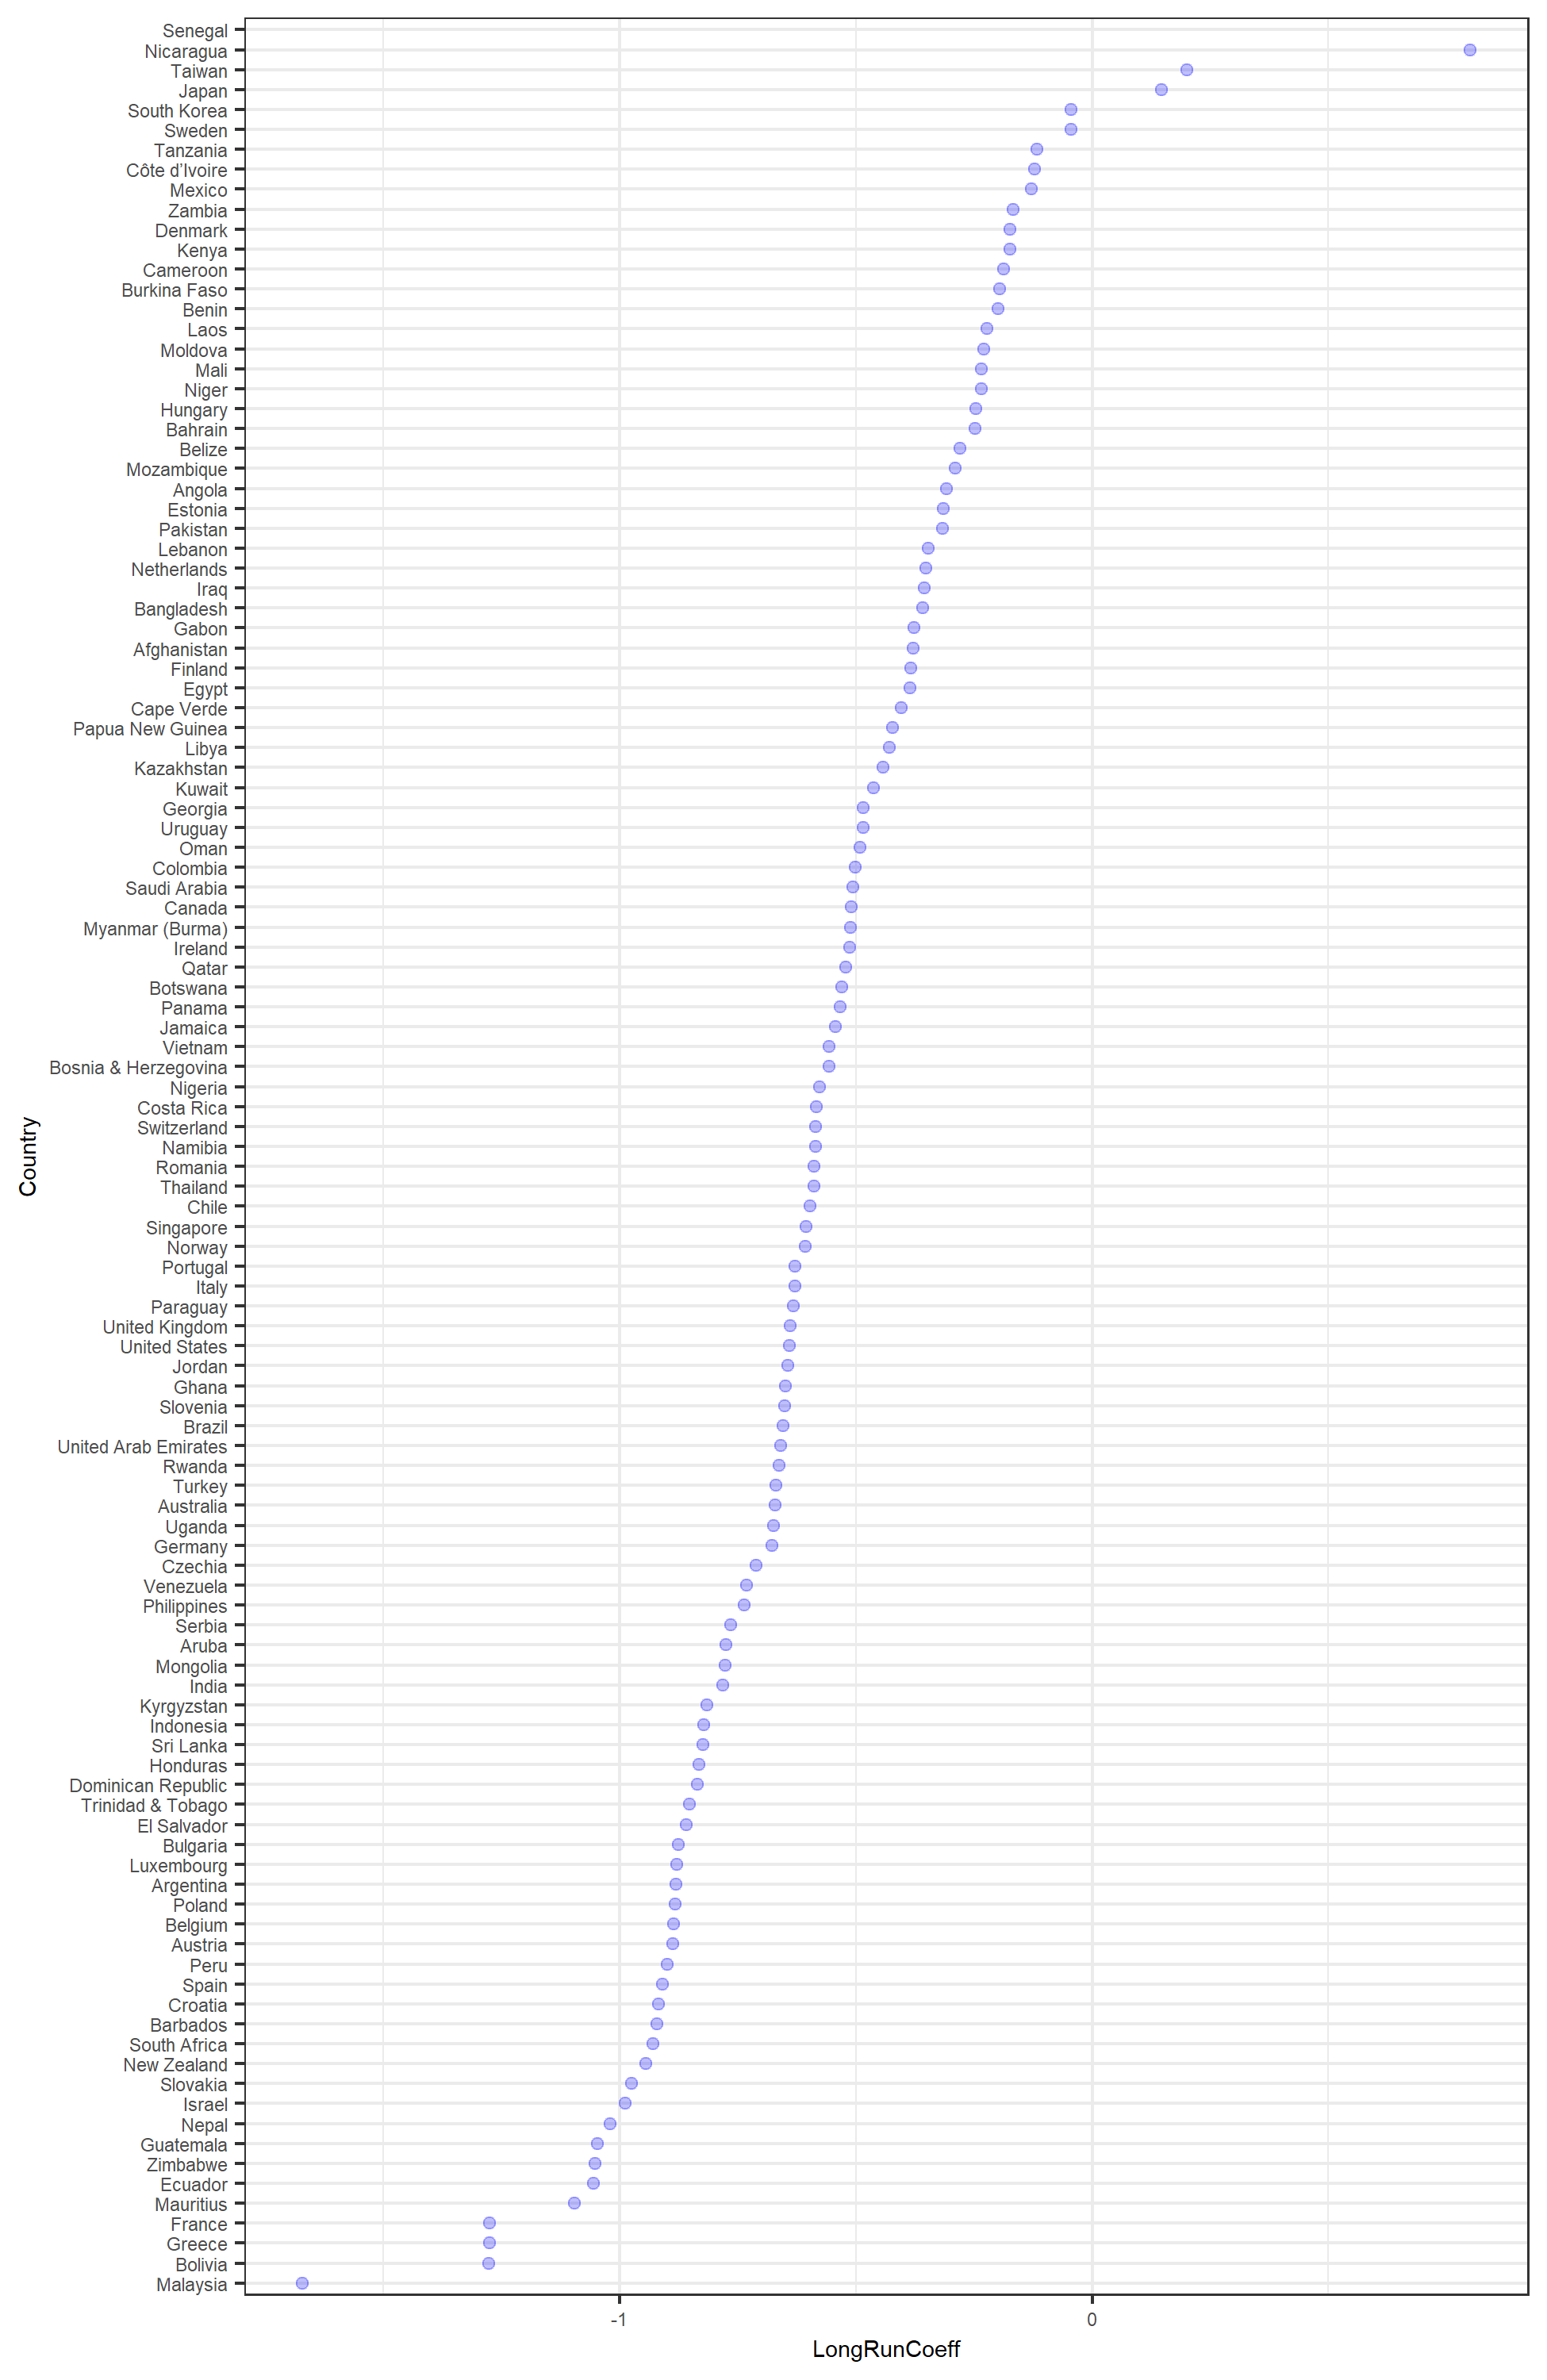 Senegal
Nicaragua
Taiwan
Japan
South Korea
Sweden
Tanzania
Côte d’Ivoire
Mexico
Zambia
Denmark
Kenya
Cameroon
Burkina Faso
Benin
Laos
Moldova
Mali
Niger
Hungary
Bahrain
Belize
Mozambique
Angola
Estonia
Pakistan
Lebanon
Netherlands
Iraq
Bangladesh
Gabon
Afghanistan
Finland
Egypt
Cape Verde
Papua New Guinea
Libya
Kazakhstan
Kuwait
Georgia
Uruguay
Oman
Colombia
Saudi Arabia
Canada
Myanmar (Burma)
Ireland
Qatar
Botswana
Panama
Jamaica
Vietnam
Bosnia & Herzegovina
Nigeria
Costa Rica
Switzerland
Namibia
Romania
Thailand
Chile
Singapore
Norway
Portugal
Italy
Paraguay
United Kingdom
United States
Jordan
Ghana
Slovenia
Brazil
United Arab Emirates
Rwanda
Turkey
Australia
Uganda
Germany
Czechia
Venezuela
Philippines
Serbia
Aruba
Mongolia
India
Kyrgyzstan
Indonesia
Sri Lanka
Honduras
Dominican Republic
Trinidad & Tobago
El Salvador
Bulgaria
Luxembourg
Argentina
Poland
Belgium
Austria
Peru
Spain
Croatia
Barbados
South Africa
New Zealand
Slovakia
Israel
Nepal
Guatemala
Zimbabwe
Ecuador
Mauritius
France
Greece
Bolivia
Malaysia
Country
-1
0
LongRunCoeff